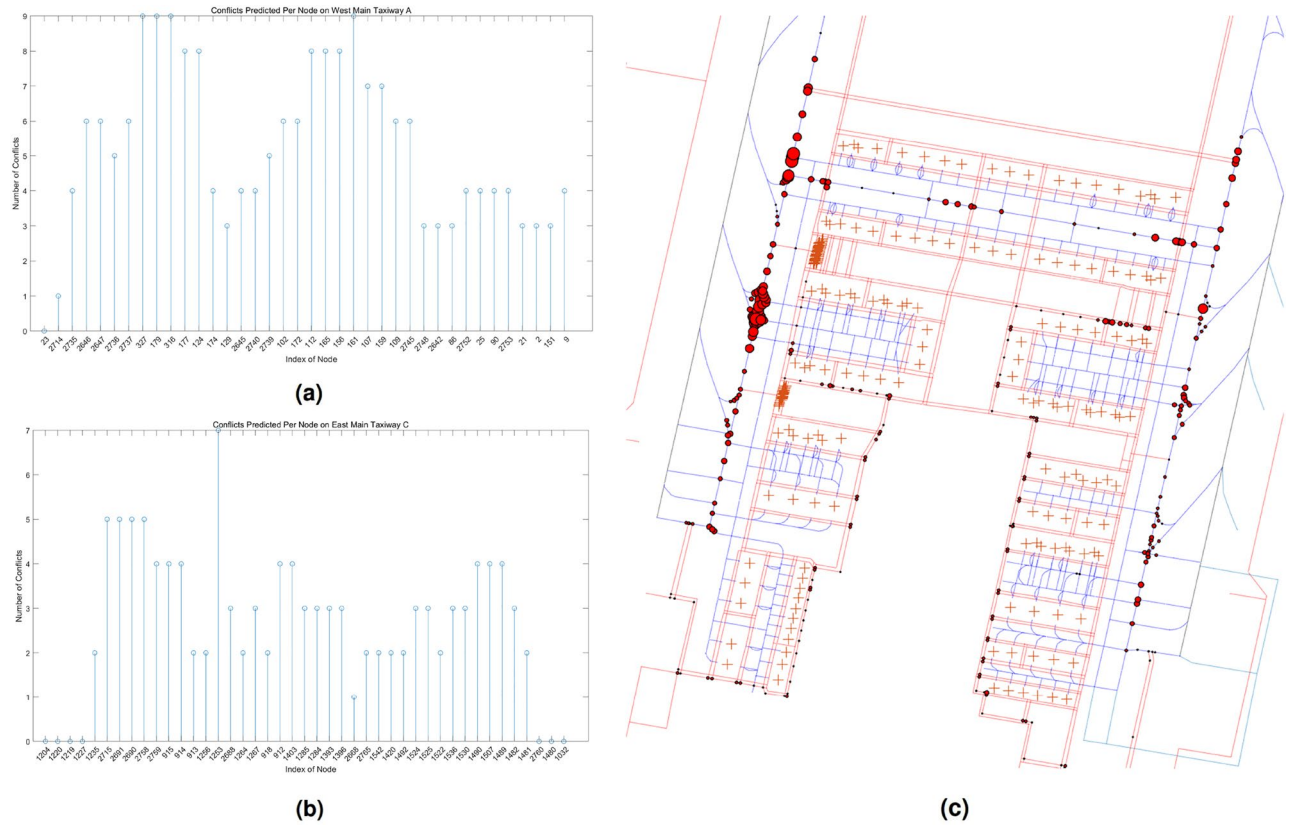 Conflicts Predicted Per Node on West Main Taxiway A
9
8
7
6
5
4
3
2
1
0
Number of Conflicts
23 2714 2735 2646 2647 2736 2737 327 179 316 177 124 174 129 2645 2740 2739 102 172 112 165 156 161 107 159 109 2745 2748 2642 86 2752 25 90 2753 21 2 151 9
Index of Node
(a)
Conflicts Predicted Per Node on East Main Taxiway C
7
6
5
4
3
2
1
0
Number of Conflicts
1204 1220 1219 1227 1235 2715 2691 2690 2758 2759 915 914 913 1256 1253 2688 1264 1267 918 912 1403 1385 1284 1393 1396 2668 2765 1542 1420 1492 1524 1525 1522 1536 1530 1490 1507 1489 1482 1481 2760 1480 1032
Index of Node
(b)
(c)